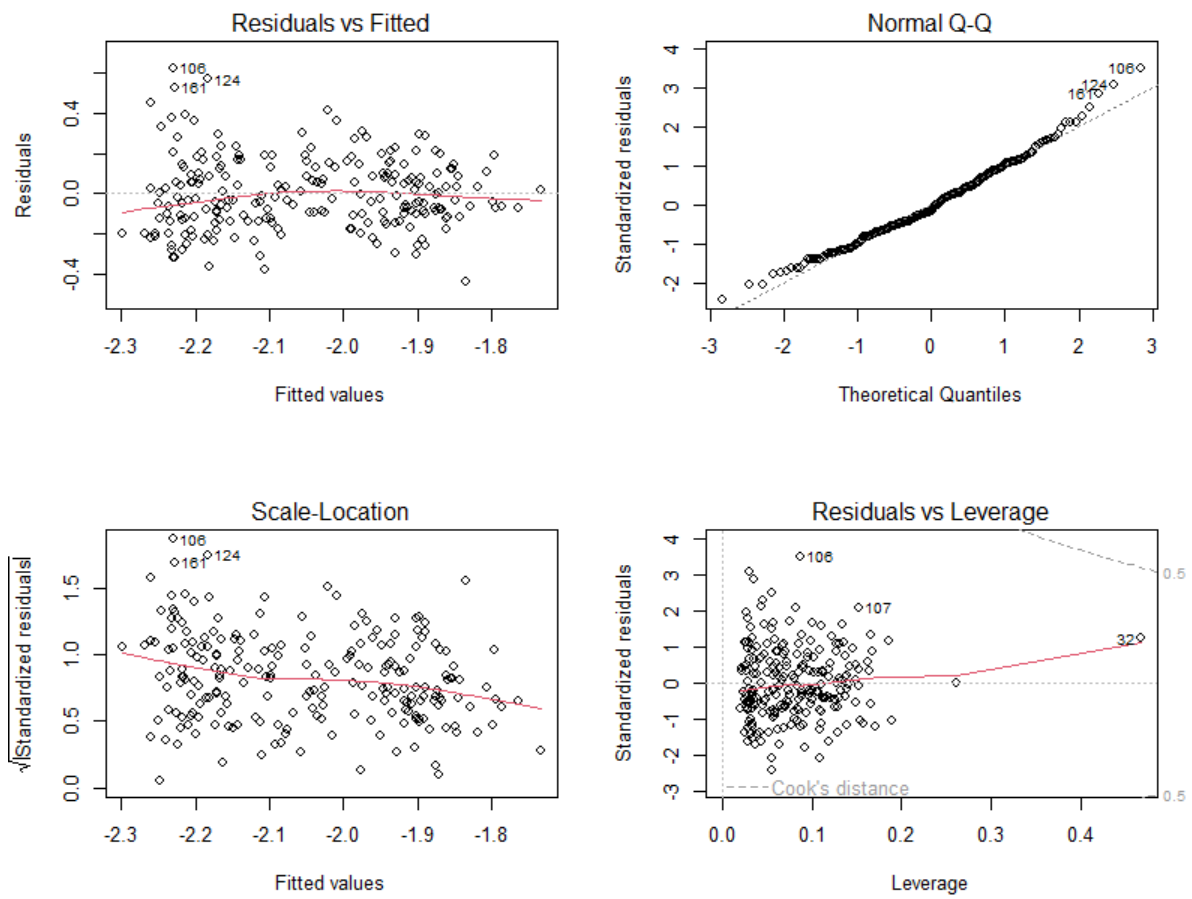 Residuals vs Fitted
Residuals
0.4
0.0
-0.4
106
124
161
-2.3 -2.2 -2.1 -2.0 -1.9 -1.8
Fitted values
Normal Q-Q
Standardized residuals
4
3
2
1
0
-1
-2
106
124
161
-3 -2 -1 0 1 2 3
Theoretical Quantiles
Scale-Location
√|Standardized residuals|
1.5
1.0
0.5
0.0
106
124
161
-2.3 -2.2 -2.1 -2.0 -1.9 -1.8
Fitted values
Residuals vs Leverage
Standardized residuals
4
3
2
1
0
-1
-2
-3
106
107
32
0.5
0.5
Cook's distance
0.0 0.1 0.2 0.3 0.4
Leverage